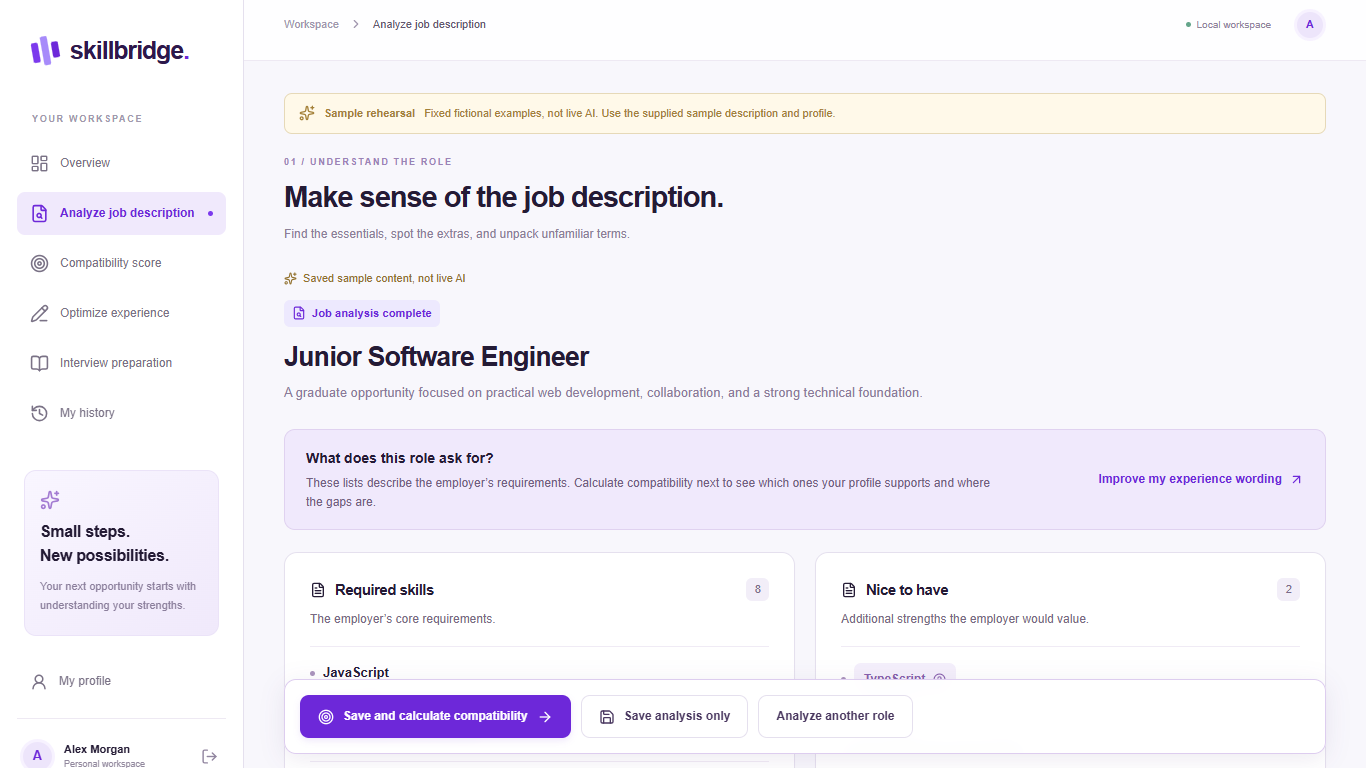 skillbridge.
YOUR WORKSPACE
Overview
Analyze job description
Compatibility score
Optimize experience
Interview preparation
My history
Small steps.
New possibilities.
Your next opportunity starts with
understanding your strengths.
My profile
A
Alex Morgan
Personal workspace
Workspace
Analyze job description
Local workspace
A
Sample rehearsal Fixed fictional examples, not live AI. Use the supplied sample description and profile.
01 / UNDERSTAND THE ROLE
Make sense of the job description.
Find the essentials, spot the extras, and unpack unfamiliar terms.
Saved sample content, not live AI
Job analysis complete
Junior Software Engineer
A graduate opportunity focused on practical web development, collaboration, and a strong technical foundation.
What does this role ask for?
These lists describe the employer’s requirements. Calculate compatibility next to see which ones your profile supports and where
the gaps are.
Improve my experience wording
Required skills
8
The employer’s core requirements.
JavaScript
Nice to have
2
Additional strengths the employer would value.
TypeScript
Save and calculate compatibility
Save analysis only
Analyze another role